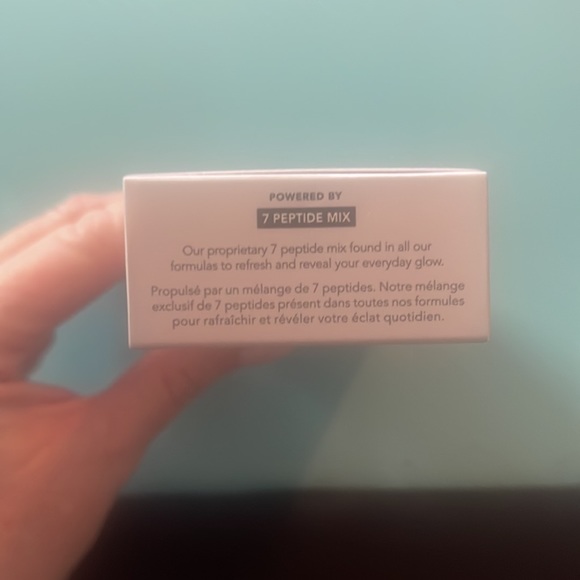 POWERED BY
7 PEPTIDE MIX
Our proprietary 7 peptide mix found in all our
formulas to refresh and reveal your everyday glow.
Propulsé par un mélange de 7 peptides. Notre mélange
exclusif de 7 peptides présent dans toutes nos formules
pour rafraîchir et révéler votre éclat quotidien.